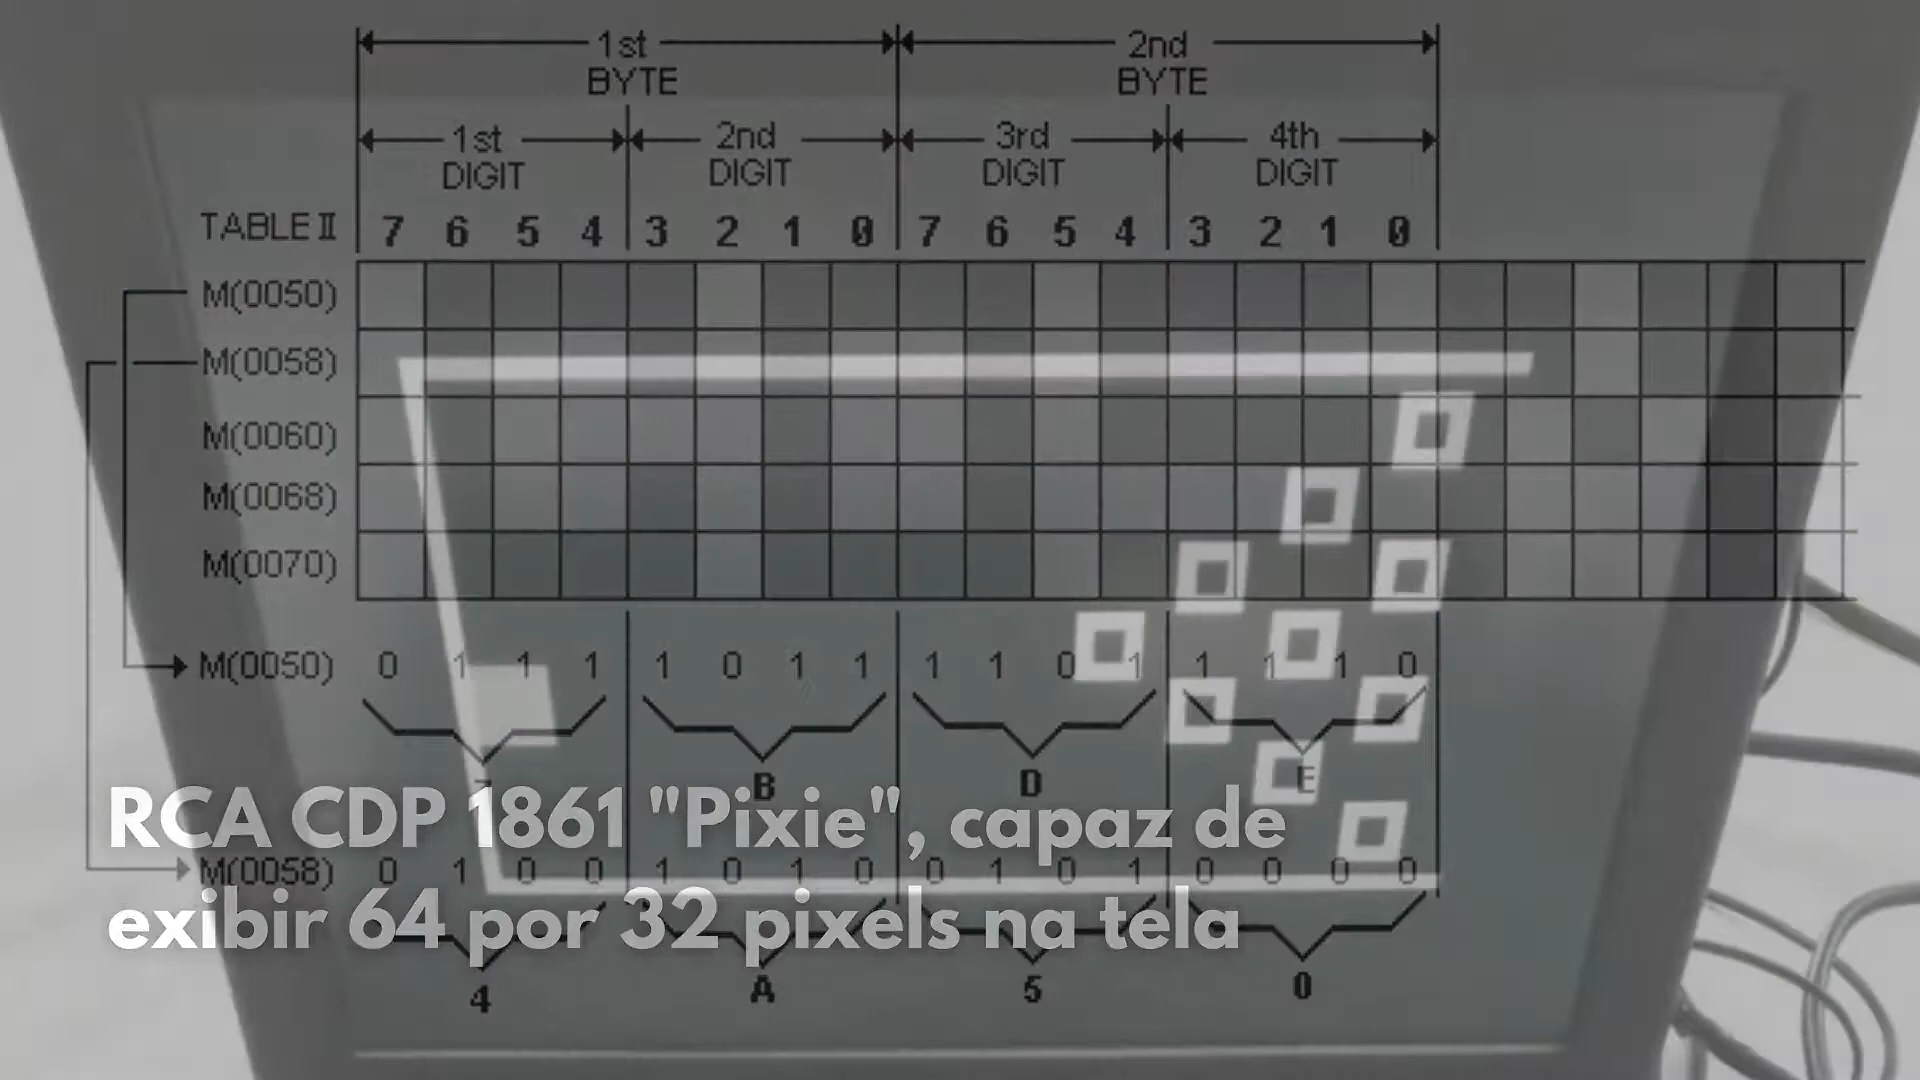 1st 2nd
BYTE BYTE
1st 2nd 3rd 4th
DIGIT DIGIT DIGIT DIGIT
TABLE II 7 6 5 4 3 2 1 0 7 6 5 4 3 2 1 0
M(0050)
M(0058)
M(0060)
M(0068)
M(0070)
M(0050) 0 1 1 1 1 0 1 1 1 1 0 1 1 1 1 0
B D E
RCA CDP 1861 "Pixie", capaz de
M(0058) 0 1 0 0 1 0 1 0 0 1 0 1 0 0 0 0
exibir 64 por 32 pixels na tela
4 A 5 0